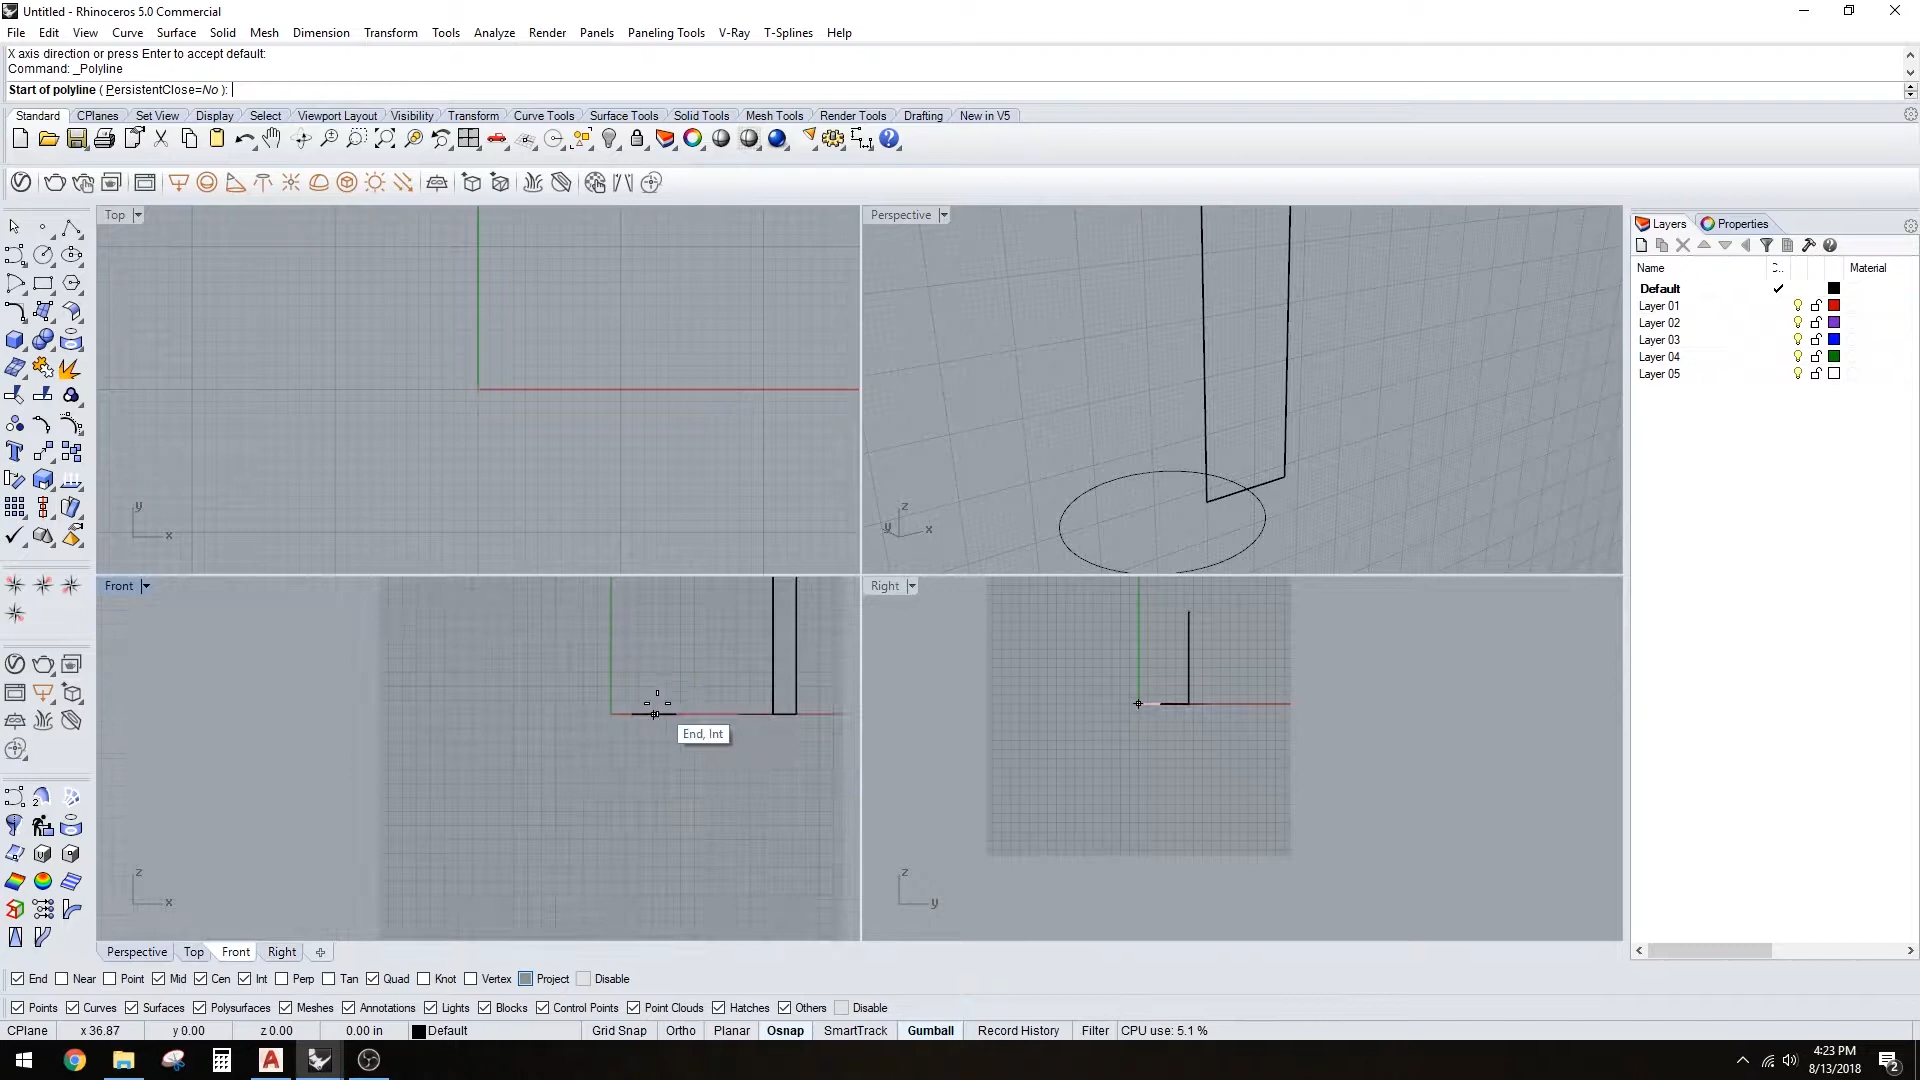 Untitled - Rhinoceros 5.0 Commercial
File Edit View Curve Surface Solid Mesh Dimension Transform Tools Analyze Render Panels Paneling Tools V-Ray T-Splines Help
X axis direction or press Enter to accept default:
Command: _Polyline
Start of polyline ( PersistentClose=No ):
Standard CPlanes Set View Display Select Viewport Layout Visibility Transform Curve Tools Surface Tools Solid Tools Mesh Tools Render Tools Drafting New in V5
Top Perspective
Layers Properties
Name C.. Material
Default
Layer 01
Layer 02
Layer 03
Layer 04
Layer 05
y x
z y x
Front Right
End, Int
z x
z y
Perspective Top Front Right
End Near Point Mid Cen Int Perp Tan Quad Knot Vertex Project Disable
Points Curves Surfaces Polysurfaces Meshes Annotations Lights Blocks Control Points Point Clouds Hatches Others Disable
CPlane x 36.87 y 0.00 z 0.00 0.00 in Default Grid Snap Ortho Planar Osnap SmartTrack Gumball Record History Filter CPU use: 5.1 %
4:23 PM
8/13/2018
2